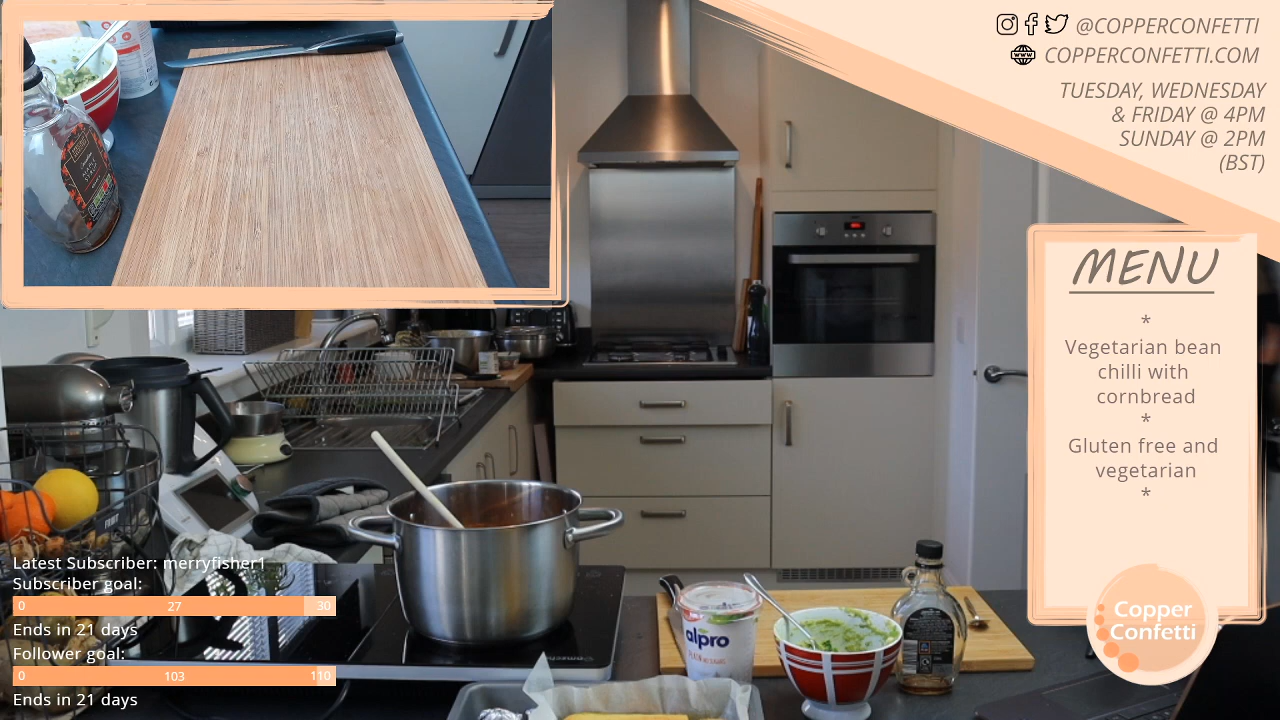 @COPPERCONFETTI
COPPERCONFETTI.COM
TUESDAY, WEDNESDAY
& FRIDAY @ 4PM
SUNDAY @ 2PM
(BST)
MENU
*
Vegetarian bean
chilli with
cornbread
*
Gluten free and
vegetarian
*
Copper
Confetti
Latest Subscriber: merryfisher1
Subscriber goal:
0 27 30
Ends in 21 days
Follower goal:
0 103 110
Ends in 21 days
alpro
PLAIN